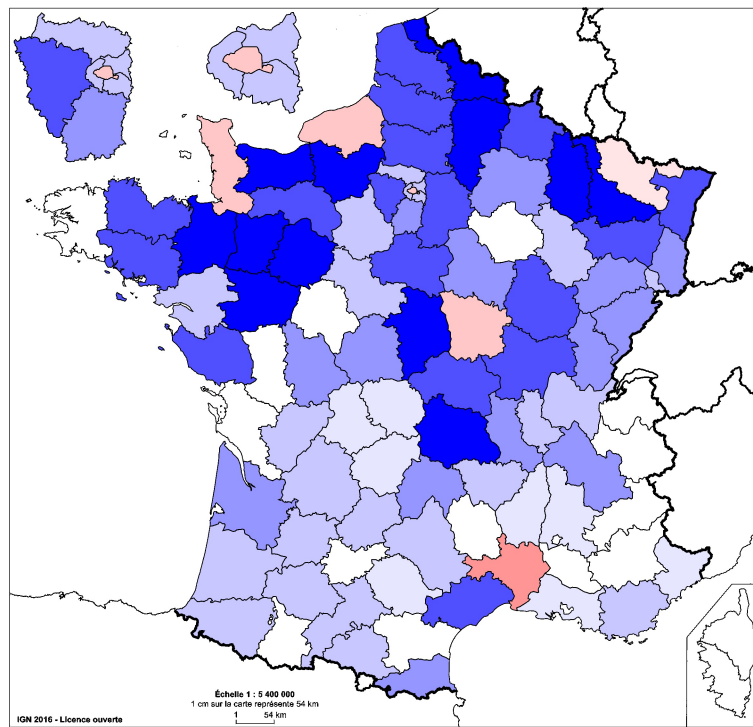 Échelle 1 : 5 400 000
1 cm sur la carte représente 54 km
1 54 km
IGN 2016 - Licence ouverte